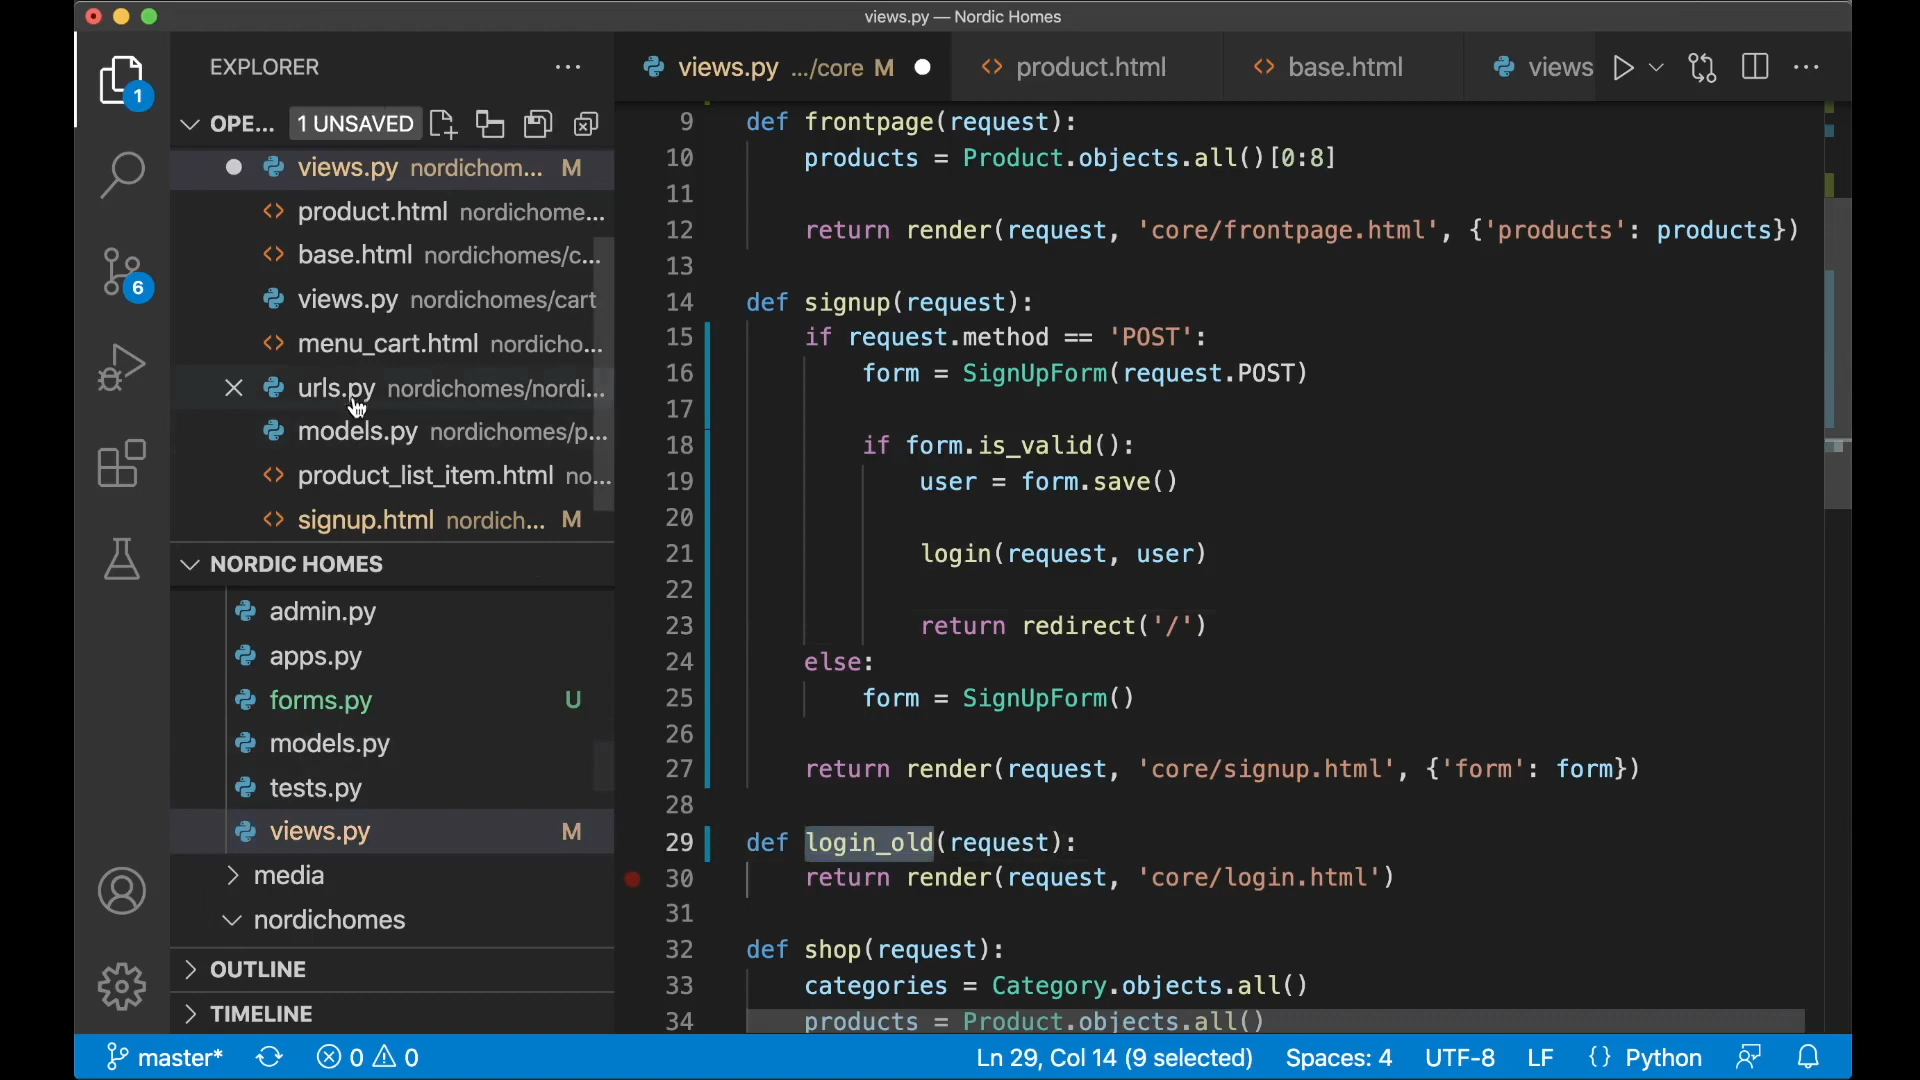 views.py — Nordic Homes
EXPLORER
OPE... 1 UNSAVED
views.py nordichom... M
product.html nordichome...
base.html nordichomes/c...
views.py nordichomes/cart
menu_cart.html nordicho...
urls.py nordichomes/nordi...
models.py nordichomes/p...
product_list_item.html no...
signup.html nordich... M
NORDIC HOMES
admin.py
apps.py
forms.py U
models.py
tests.py
views.py M
media
nordichomes
OUTLINE
TIMELINE
1
6
views.py .../core M
product.html
base.html
views
9 def frontpage(request):
10 products = Product.objects.all()[0:8]
11
12 return render(request, 'core/frontpage.html', {'products': products})
13
14 def signup(request):
15 if request.method == 'POST':
16 form = SignUpForm(request.POST)
17
18 if form.is_valid():
19 user = form.save()
20
21 login(request, user)
22
23 return redirect('/')
24 else:
25 form = SignUpForm()
26
27 return render(request, 'core/signup.html', {'form': form})
28
29 def login_old(request):
30 return render(request, 'core/login.html')
31
32 def shop(request):
33 categories = Category.objects.all()
34 products = Product.objects.all()
master* 0 0 Ln 29, Col 14 (9 selected) Spaces: 4 UTF-8 LF {} Python